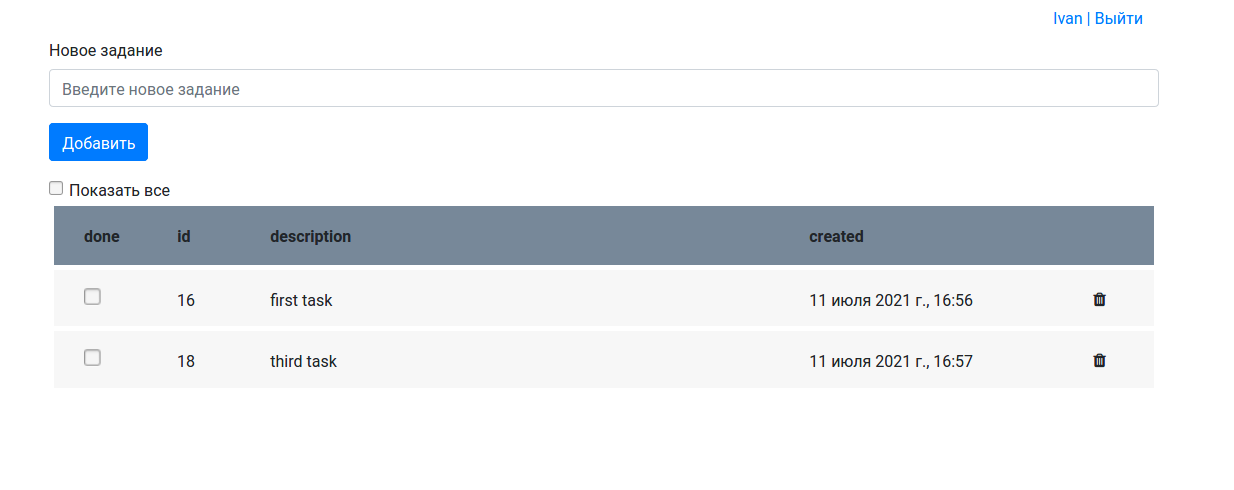 Ivan | Выйти
Новое задание
Введите новое задание
Добавить
Показать все
done id description created
16 first task 11 июля 2021 г., 16:56
18 third task 11 июля 2021 г., 16:57